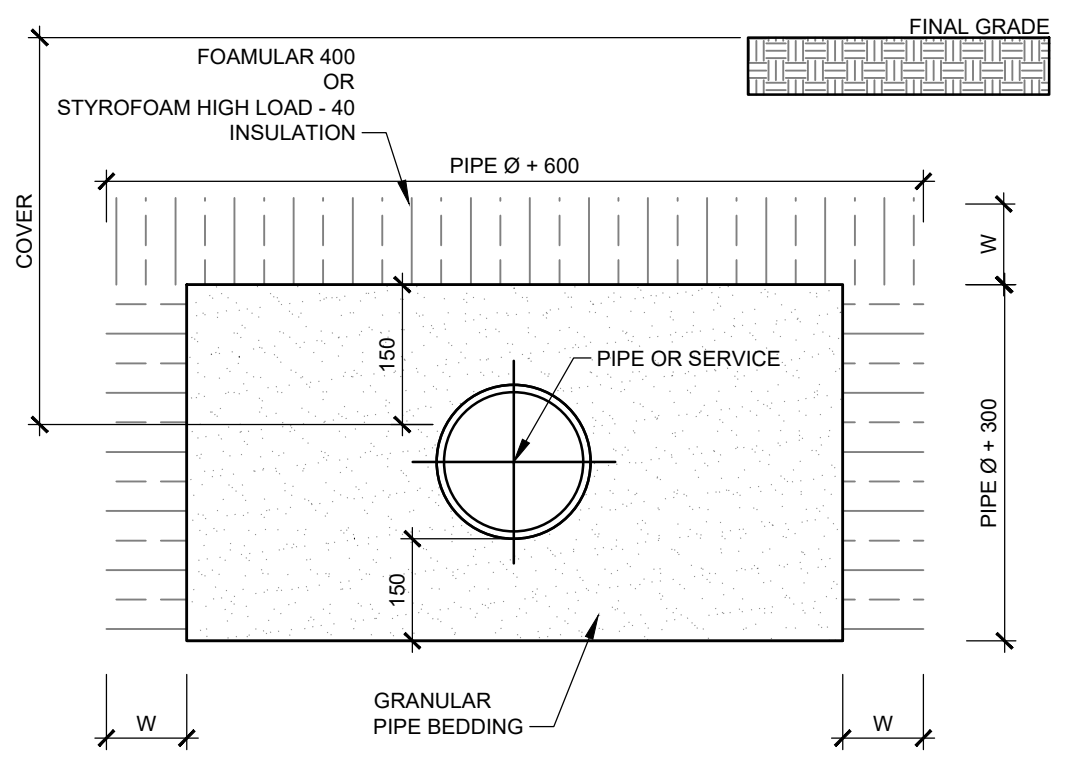 FINAL GRADE
FOAMULAR 400
OR
STYROFOAM HIGH LOAD - 40
INSULATION
PIPE Ø + 600
COVER
W
150
PIPE OR SERVICE
PIPE Ø + 300
150
GRANULAR
PIPE BEDDING
W
W